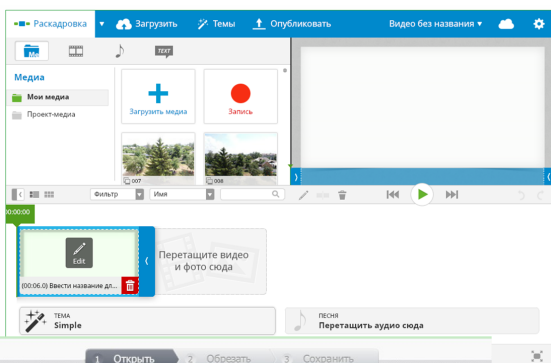 Раскадровка ▾ Загрузить Темы Опубликовать Видео без названия ▾
Me TEXT
Медиа
Мои медиа
Проект-медиа
Загрузить медиа
Запись
007
008
Фильтр Имя
00:00:00
Edit
Перетащите видео
и фото сюда
(00:06.0) Ввести название дл...
ТЕМА
Simple
ПЕСНЯ
Перетащить аудио сюда
1 Открыть 2 Обрезать 3 Сохранить